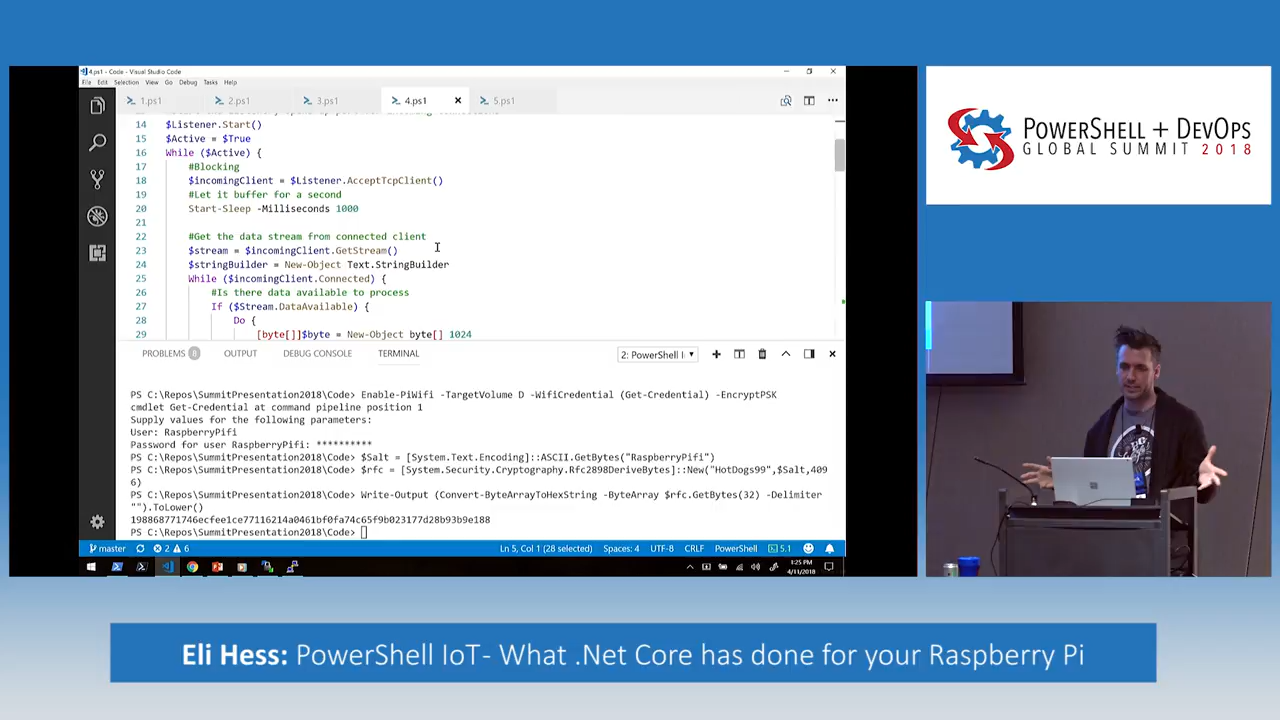 4.ps1 - Code - Visual Studio Code
File Edit Selection View Go Debug Tasks Help
1.ps1 2.ps1 3.ps1 4.ps1 5.ps1
14 $Listener.Start()
15 $Active = $True
16 While ($Active) {
17 #Blocking
18 $incomingClient = $Listener.AcceptTcpClient()
19 #Let it buffer for a second
20 Start-Sleep -Milliseconds 1000
21
22 #Get the data stream from connected client
23 $stream = $incomingClient.GetStream()
24 $stringBuilder = New-Object Text.StringBuilder
25 While ($incomingClient.Connected) {
26 #Is there data available to process
27 If ($Stream.DataAvailable) {
28 Do {
29 [byte[]]$byte = New-Object byte[] 1024
PROBLEMS 8 OUTPUT DEBUG CONSOLE TERMINAL 2: PowerShell I
PS C:\Repos\SummitPresentation2018\Code> Enable-PiWifi -TargetVolume D -WifiCredential (Get-Credential) -EncryptPSK
cmdlet Get-Credential at command pipeline position 1
Supply values for the following parameters:
User: RaspberryPifi
Password for user RaspberryPifi: **********
PS C:\Repos\SummitPresentation2018\Code> $Salt = [System.Text.Encoding]::ASCII.GetBytes("RaspberryPifi")
PS C:\Repos\SummitPresentation2018\Code> $rfc = [System.Security.Cryptography.Rfc2898DeriveBytes]::New("HotDogs99",$Salt,409
6)
PS C:\Repos\SummitPresentation2018\Code> Write-Output (Convert-ByteArrayToHexString -ByteArray $rfc.GetBytes(32) -Delimiter
"").ToLower()
198868771746ecfee1ce77116214a0461bf0fa74c65f9b023177d28b93b9e188
PS C:\Repos\SummitPresentation2018\Code>
master 2 6 Ln 5, Col 1 (28 selected) Spaces: 4 UTF-8 CRLF PowerShell 5.1
1:25 PM
4/11/2018
POWERSHELL + DEVOPS
GLOBAL SUMMIT 2018
Eli Hess: PowerShell IoT- What .Net Core has done for your Raspberry Pi